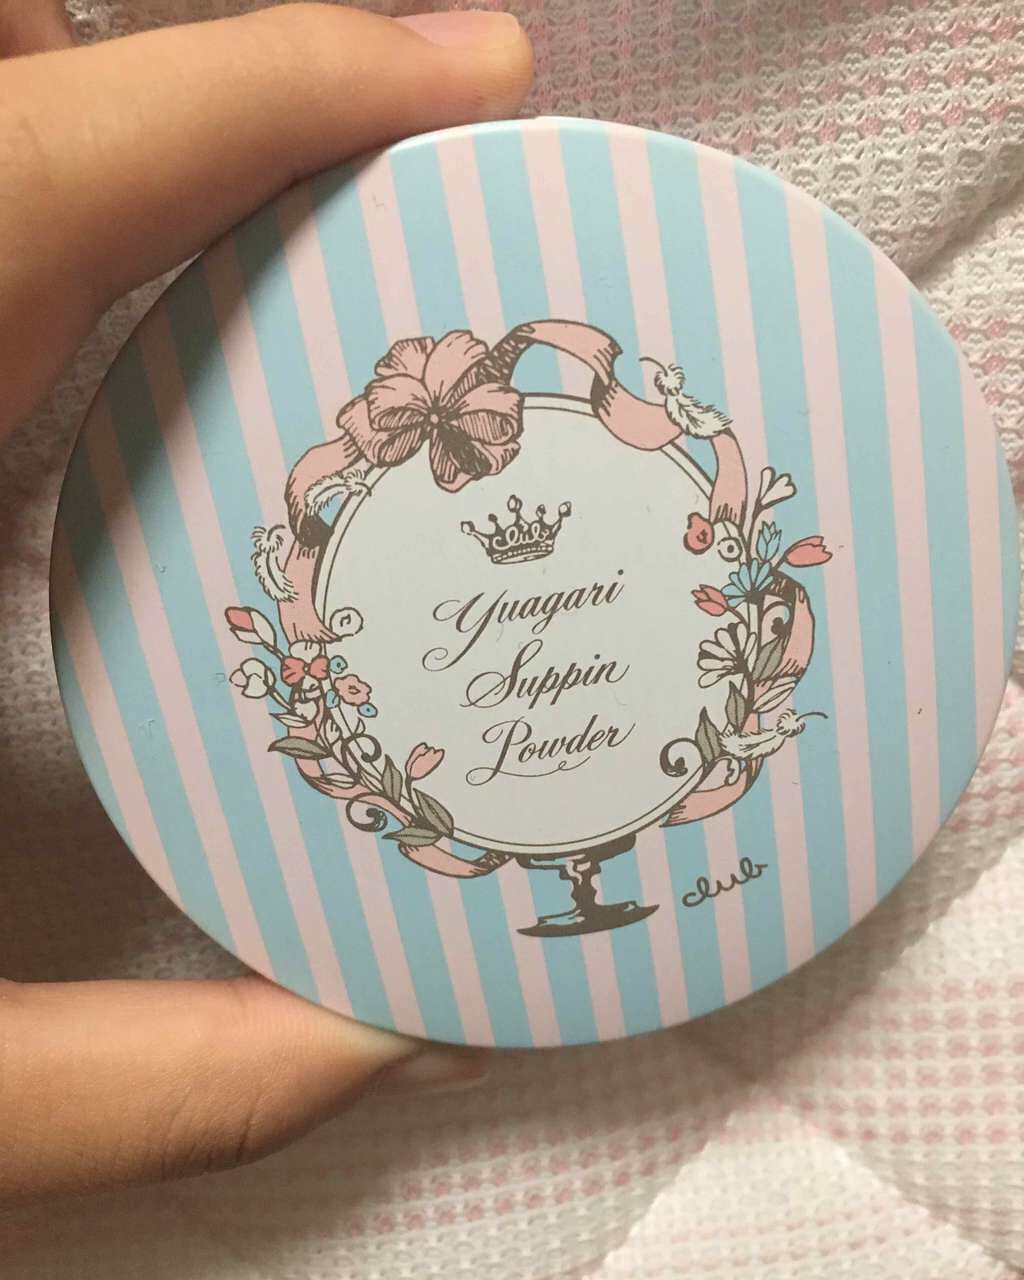 club
Yuagari
Suppin
Powder
club